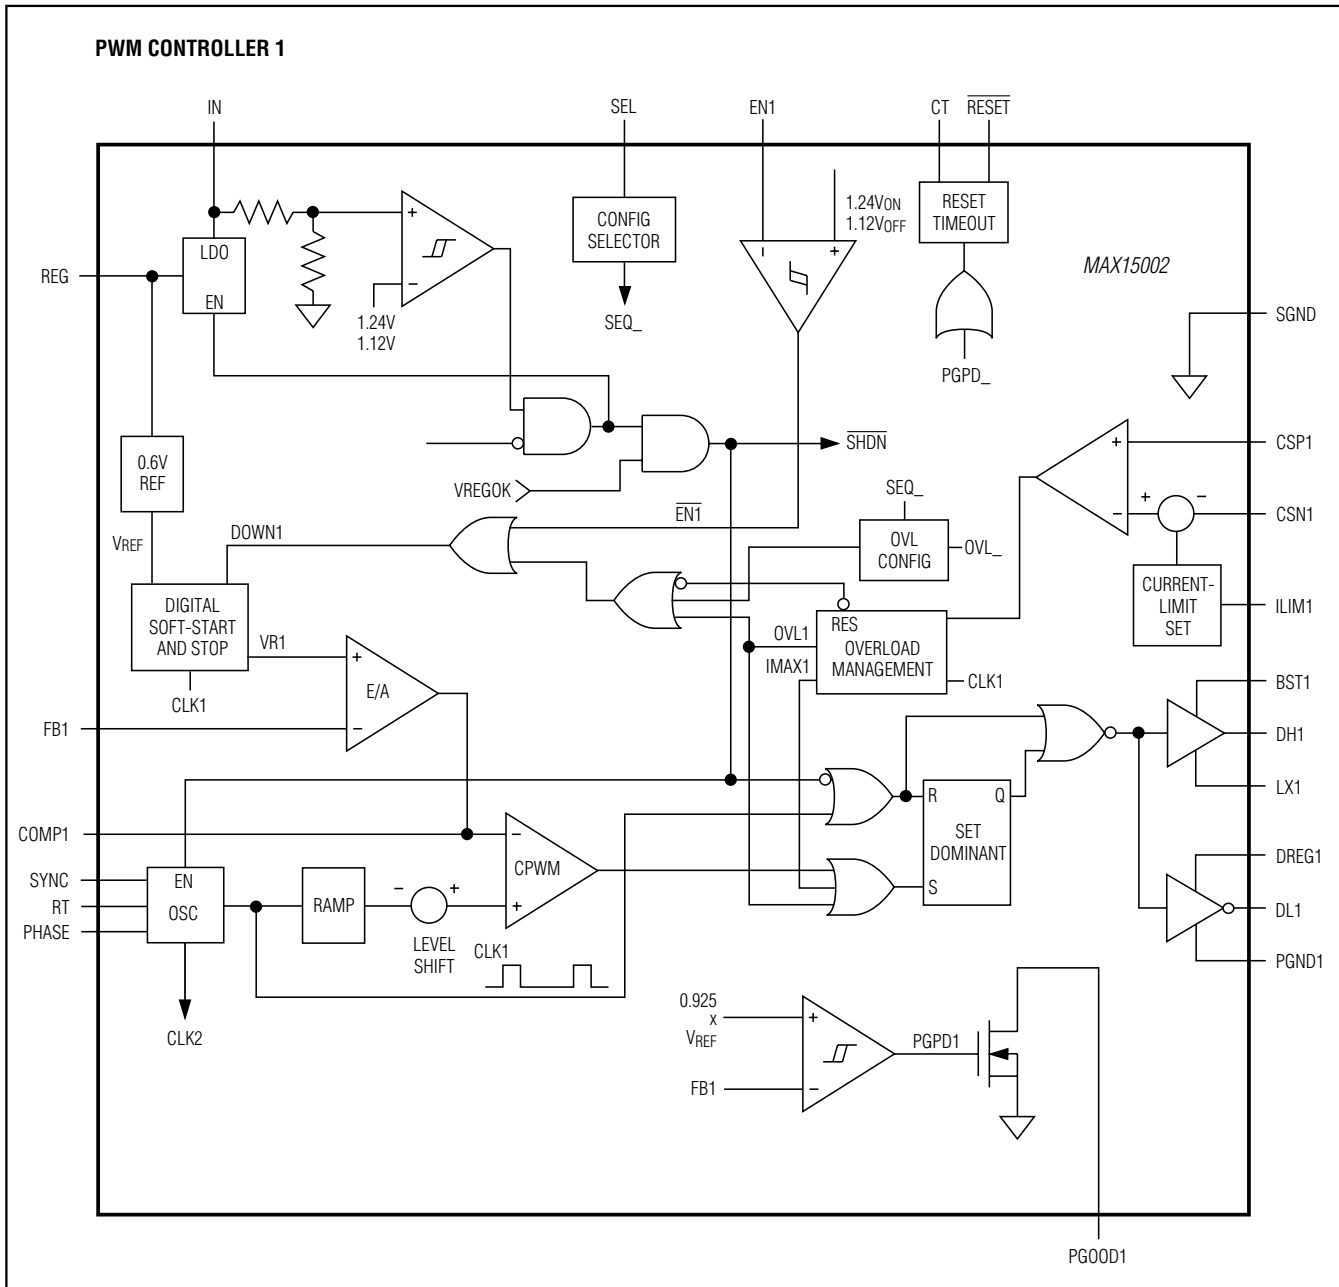 PWM CONTROLLER 1
IN
SEL
EN1
CT
RESET
CONFIG
SELECTOR
1.24VON
1.12VOFF
RESET
TIMEOUT
LDO
EN
REG
+
−
1.24V
1.12V
SEQ_
−
+
MAX15002
PGPD_
SGND
0.6V
REF
VREF
VREGOK
SHDN
EN1
DOWN1
SEQ_
OVL
CONFIG
OVL_
+
−
+
−
CSP1
CSN1
CURRENT-
LIMIT
SET
ILIM1
DIGITAL
SOFT-START
AND STOP
VR1
CLK1
+
E/A
−
FB1
OVL1
IMAX1
RES
OVERLOAD
MANAGEMENT
CLK1
BST1
DH1
LX1
COMP1
SYNC
RT
PHASE
EN
OSC
CLK2
RAMP
−
+
LEVEL
SHIFT
−
CPWM
+
CLK1
R
Q
SET
DOMINANT
S
DREG1
DL1
PGND1
0.925
x
VREF
FB1
+
−
PGPD1
PGOOD1